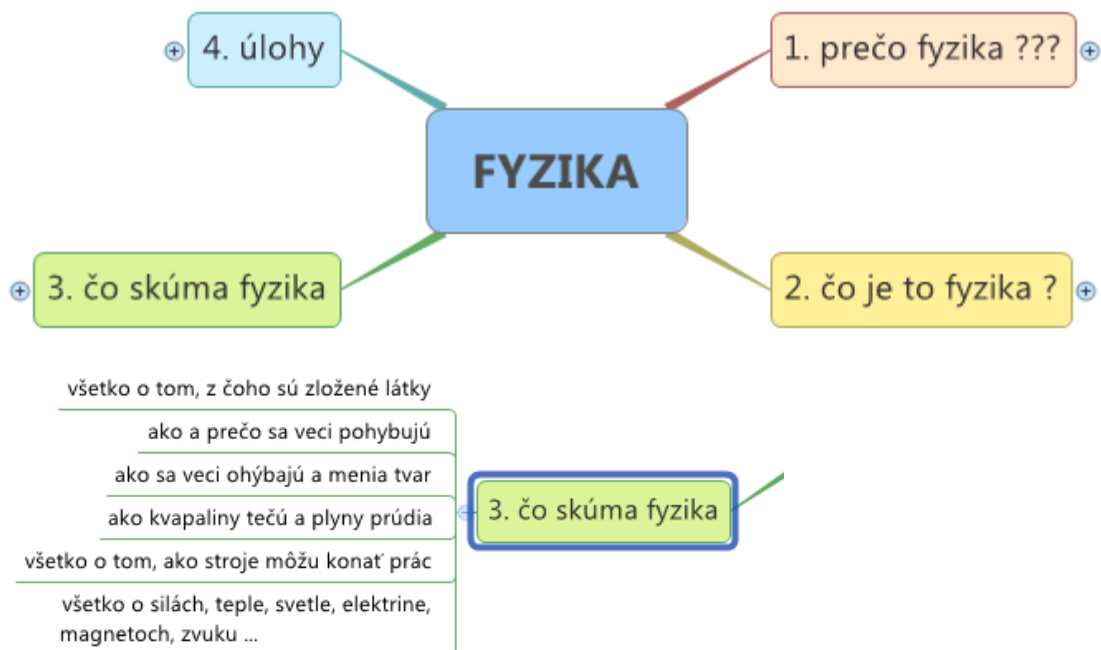 4. úlohy
1. prečo fyzika ???
FYZIKA
3. čo skúma fyzika
2. čo je to fyzika ?
všetko o tom, z čoho sú zložené látky
ako a prečo sa veci pohybujú
ako sa veci ohýbajú a menia tvar
ako kvapaliny tečú a plyny prúdia
všetko o tom, ako stroje môžu konať prác
všetko o silách, teple, svetle, elektrine,
magnetoch, zvuku ...
3. čo skúma fyzika